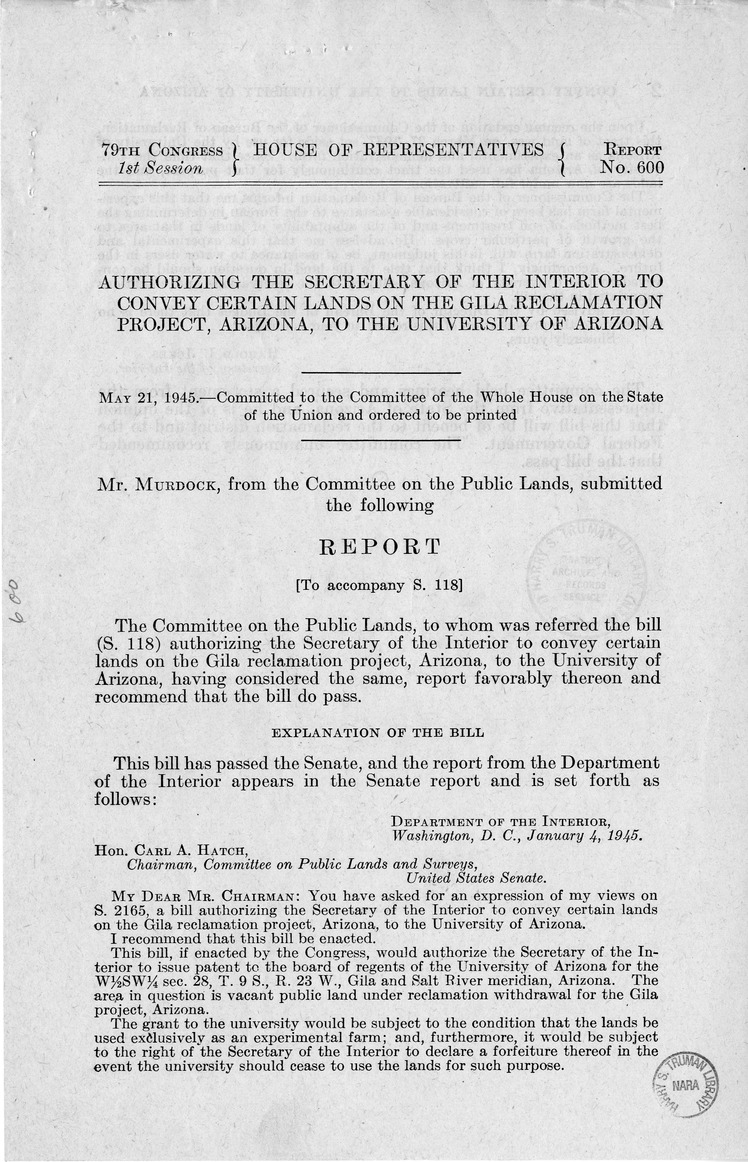 79TH CONGRESS } HOUSE OF REPRESENTATIVES { REPORT
1st Session } { No. 600
AUTHORIZING THE SECRETARY OF THE INTERIOR TO
CONVEY CERTAIN LANDS ON THE GILA RECLAMATION
PROJECT, ARIZONA, TO THE UNIVERSITY OF ARIZONA
MAY 21, 1945.—Committed to the Committee of the Whole House on the State
of the Union and ordered to be printed
Mr. MURDOCK, from the Committee on the Public Lands, submitted
the following
REPORT
[To accompany S. 118]
600
The Committee on the Public Lands, to whom was referred the bill
(S. 118) authorizing the Secretary of the Interior to convey certain
lands on the Gila reclamation project, Arizona, to the University of
Arizona, having considered the same, report favorably thereon and
recommend that the bill do pass.
EXPLANATION OF THE BILL
This bill has passed the Senate, and the report from the Department
of the Interior appears in the Senate report and is set forth as
follows:
DEPARTMENT OF THE INTERIOR,
Washington, D. C., January 4, 1945.
Hon. CARL A. HATCH,
Chairman, Committee on Public Lands and Surveys,
United States Senate.
MY DEAR MR. CHAIRMAN: You have asked for an expression of my views on
S. 2165, a bill authorizing the Secretary of the Interior to convey certain lands
on the Gila reclamation project, Arizona, to the University of Arizona.
I recommend that this bill be enacted.
This bill, if enacted by the Congress, would authorize the Secretary of the In-
terior to issue patent to the board of regents of the University of Arizona for the
W½SW¼ sec. 28, T. 9 S., R. 23 W., Gila and Salt River meridian, Arizona. The
area in question is vacant public land under reclamation withdrawal for the Gila
project, Arizona.
The grant to the university would be subject to the condition that the lands be
used exclusively as an experimental farm; and, furthermore, it would be subject
to the right of the Secretary of the Interior to declare a forfeiture thereof in the
event the university should cease to use the lands for such purpose.
HARRY S. TRUMAN LIBRARY
NARA